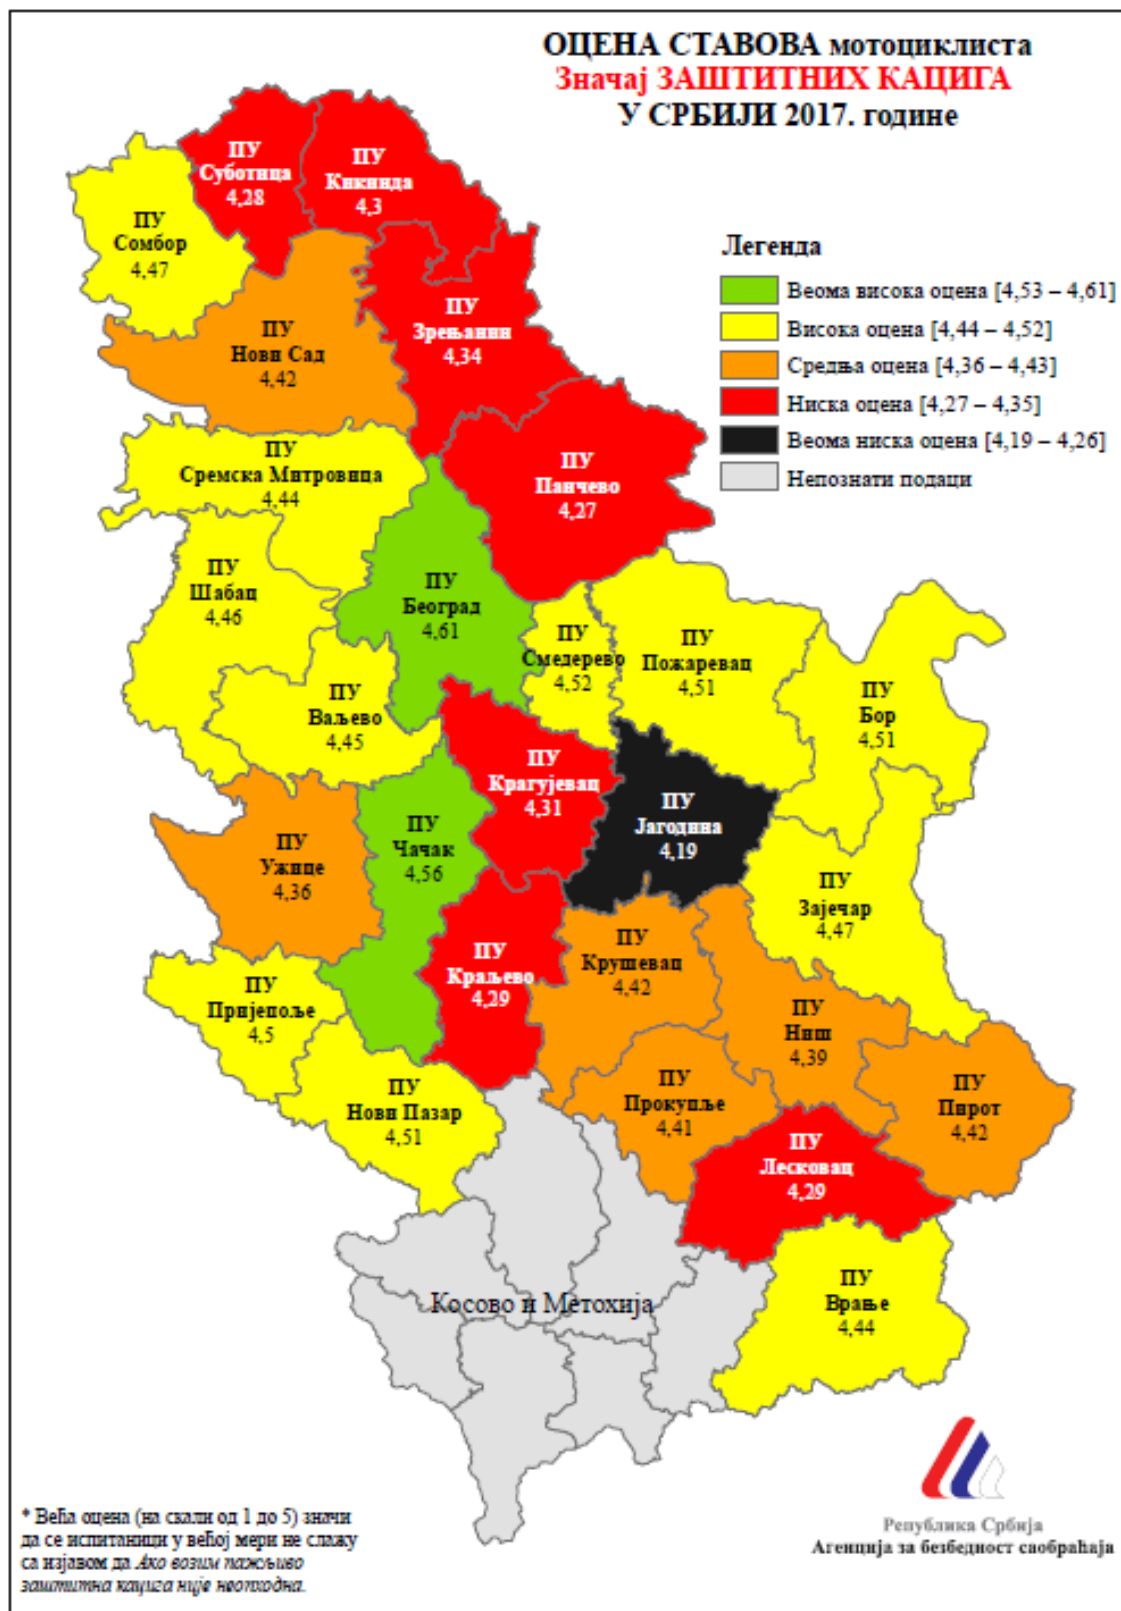 ОЦЕНА СТАВОВА мотоциклиста
Значај ЗАШТИТНИХ КАЦИГА
У СРБИЈИ 2017. године
ПУ
Суботица
4,28
ПУ
Кикинда
4,3
ПУ
Сомбор
4,47
ПУ
Нови Сад
4,42
ПУ
Зрењанин
4,34
Легенда
Веома висока оцена [4,53 – 4,61]
Висока оцена [4,44 – 4,52]
Средња оцена [4,36 – 4,43]
Ниска оцена [4,27 – 4,35]
Веома ниска оцена [4,19 – 4,26]
Непознати подаци
ПУ
Сремска Митровица
4,44
ПУ
Панчево
4,27
ПУ
Шабац
4,46
ПУ
Београд
4,61
ПУ
Смедерево
4,52
ПУ
Пожаревац
4,51
ПУ
Бор
4,51
ПУ
Ваљево
4,45
ПУ
Крагујевац
4,31
ПУ
Јагодина
4,19
ПУ
Ужице
4,36
ПУ
Чачак
4,56
ПУ
Зајечар
4,47
ПУ
Краљево
4,29
ПУ
Крушевац
4,42
ПУ
Пријепоље
4,5
ПУ
Ниш
4,39
ПУ
Нови Пазар
4,51
ПУ
Прокупље
4,41
ПУ
Пирот
4,42
ПУ
Лесковац
4,29
Косово и Метохија
ПУ
Врање
4,44
* Већа оцена (на скали од 1 до 5) значи
да се испитаници у већој мери не слажу
са изјавом да Ако возим пажљиво
заштитна кацига није неопходна.
Република Србија
Агенција за безбедност саобраћаја